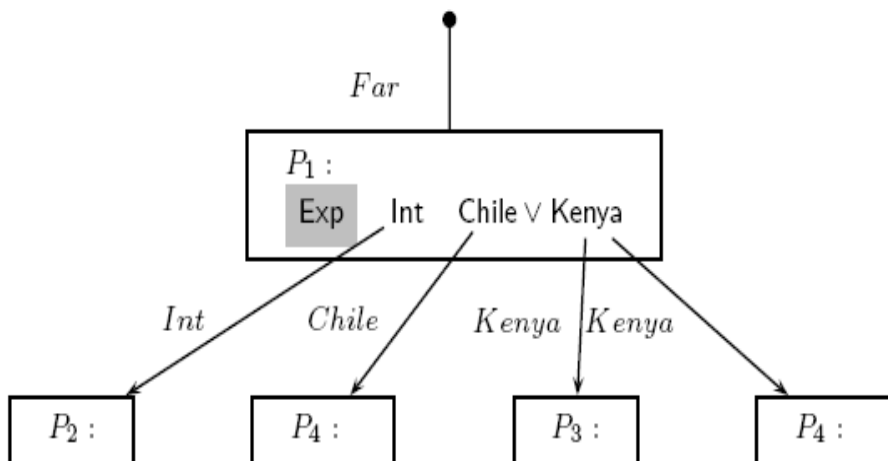 Far
P₁ :
Exp Int Chile ∨ Kenya
Int Chile Kenya Kenya
P₂ : P₄ : P₃ : P₄ :